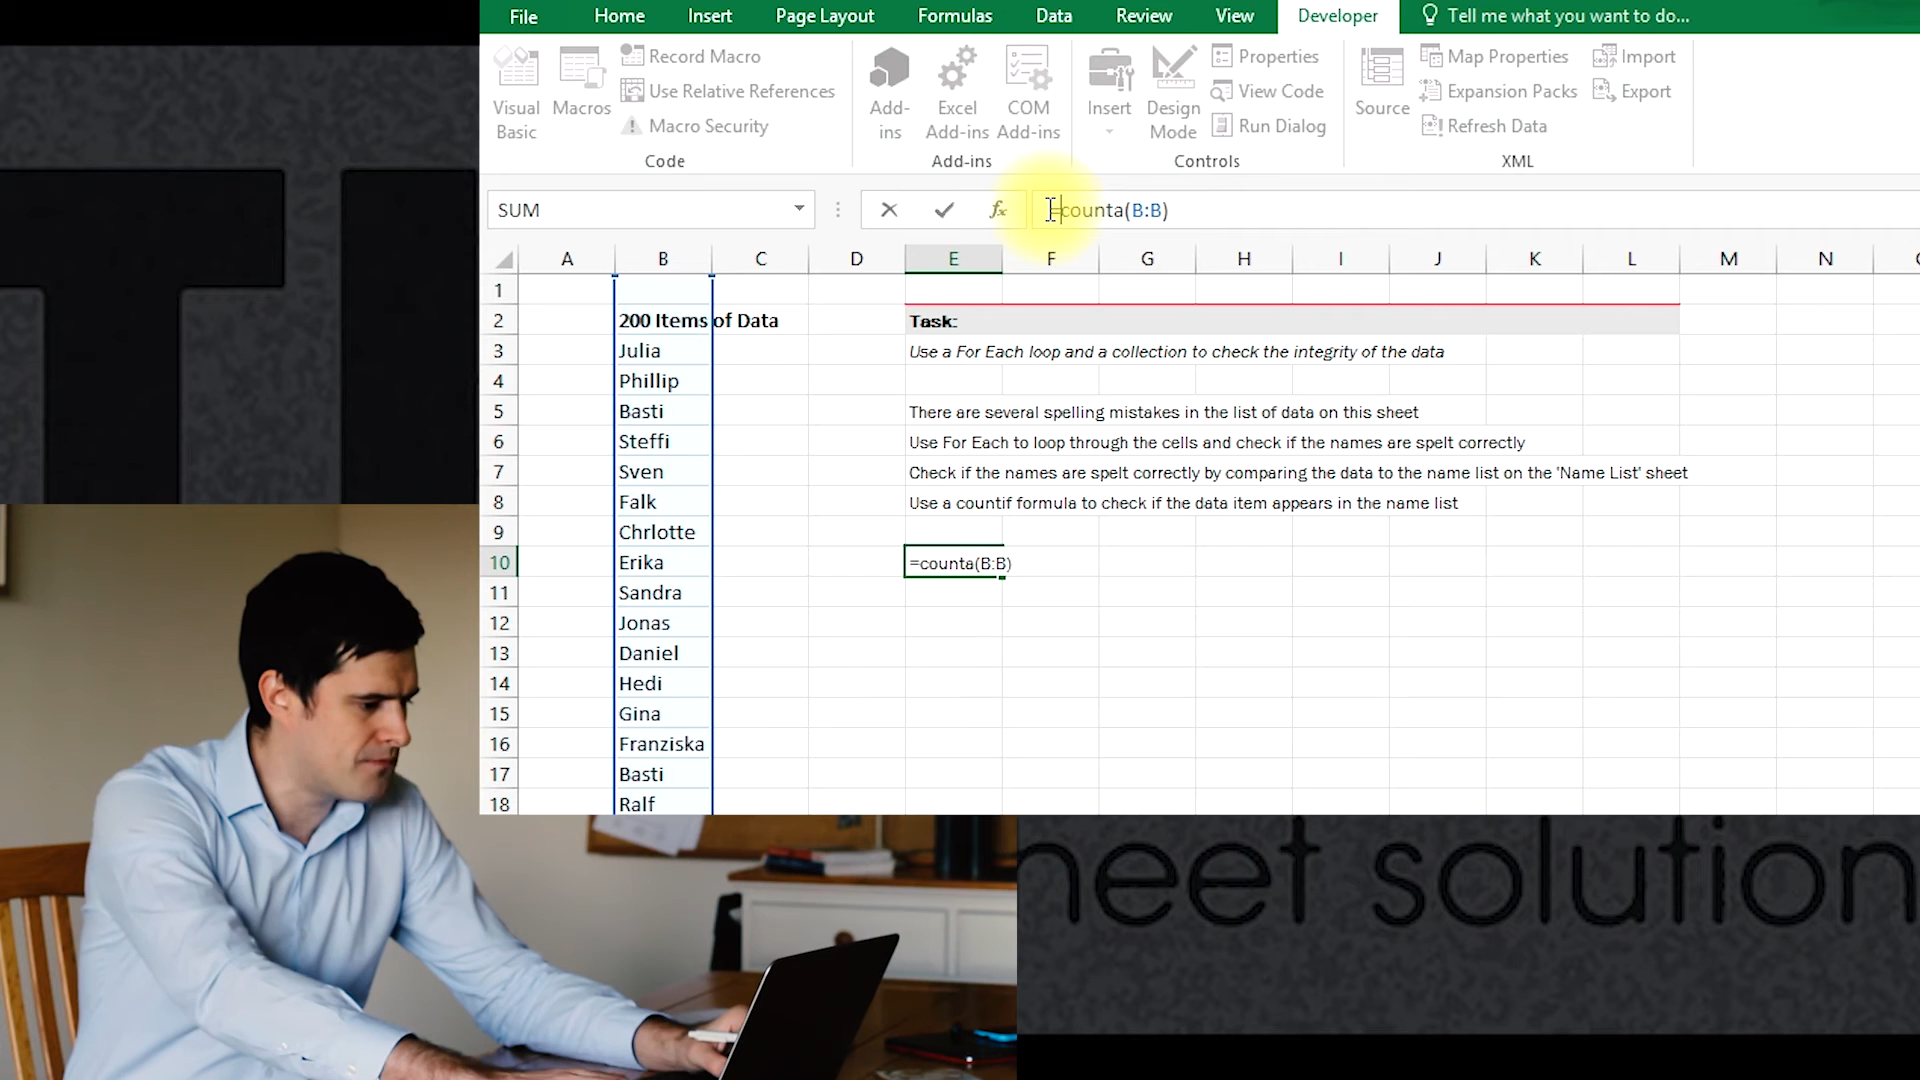 File Home Insert Page Layout Formulas Data Review View Developer Tell me what you want to do...
Visual Basic
Macros
Record Macro
Use Relative References
Macro Security
Code
Add-ins
Excel Add-ins
COM Add-ins
Add-ins
Insert
Design Mode
Properties
View Code
Run Dialog
Controls
Source
Map Properties
Expansion Packs
Refresh Data
Import
Export
XML
SUM fx =counta(B:B)
A B C D E F G H I J K L M N
1
2 200 Items of Data Task:
3 Julia Use a For Each loop and a collection to check the integrity of the data
4 Phillip
5 Basti There are several spelling mistakes in the list of data on this sheet
6 Steffi Use For Each to loop through the cells and check if the names are spelt correctly
7 Sven Check if the names are spelt correctly by comparing the data to the name list on the 'Name List' sheet
8 Falk Use a countif formula to check if the data item appears in the name list
9 Chrlotte
10 Erika =counta(B:B)
11 Sandra
12 Jonas
13 Daniel
14 Hedi
15 Gina
16 Franziska
17 Basti
18 Ralf
heet solution